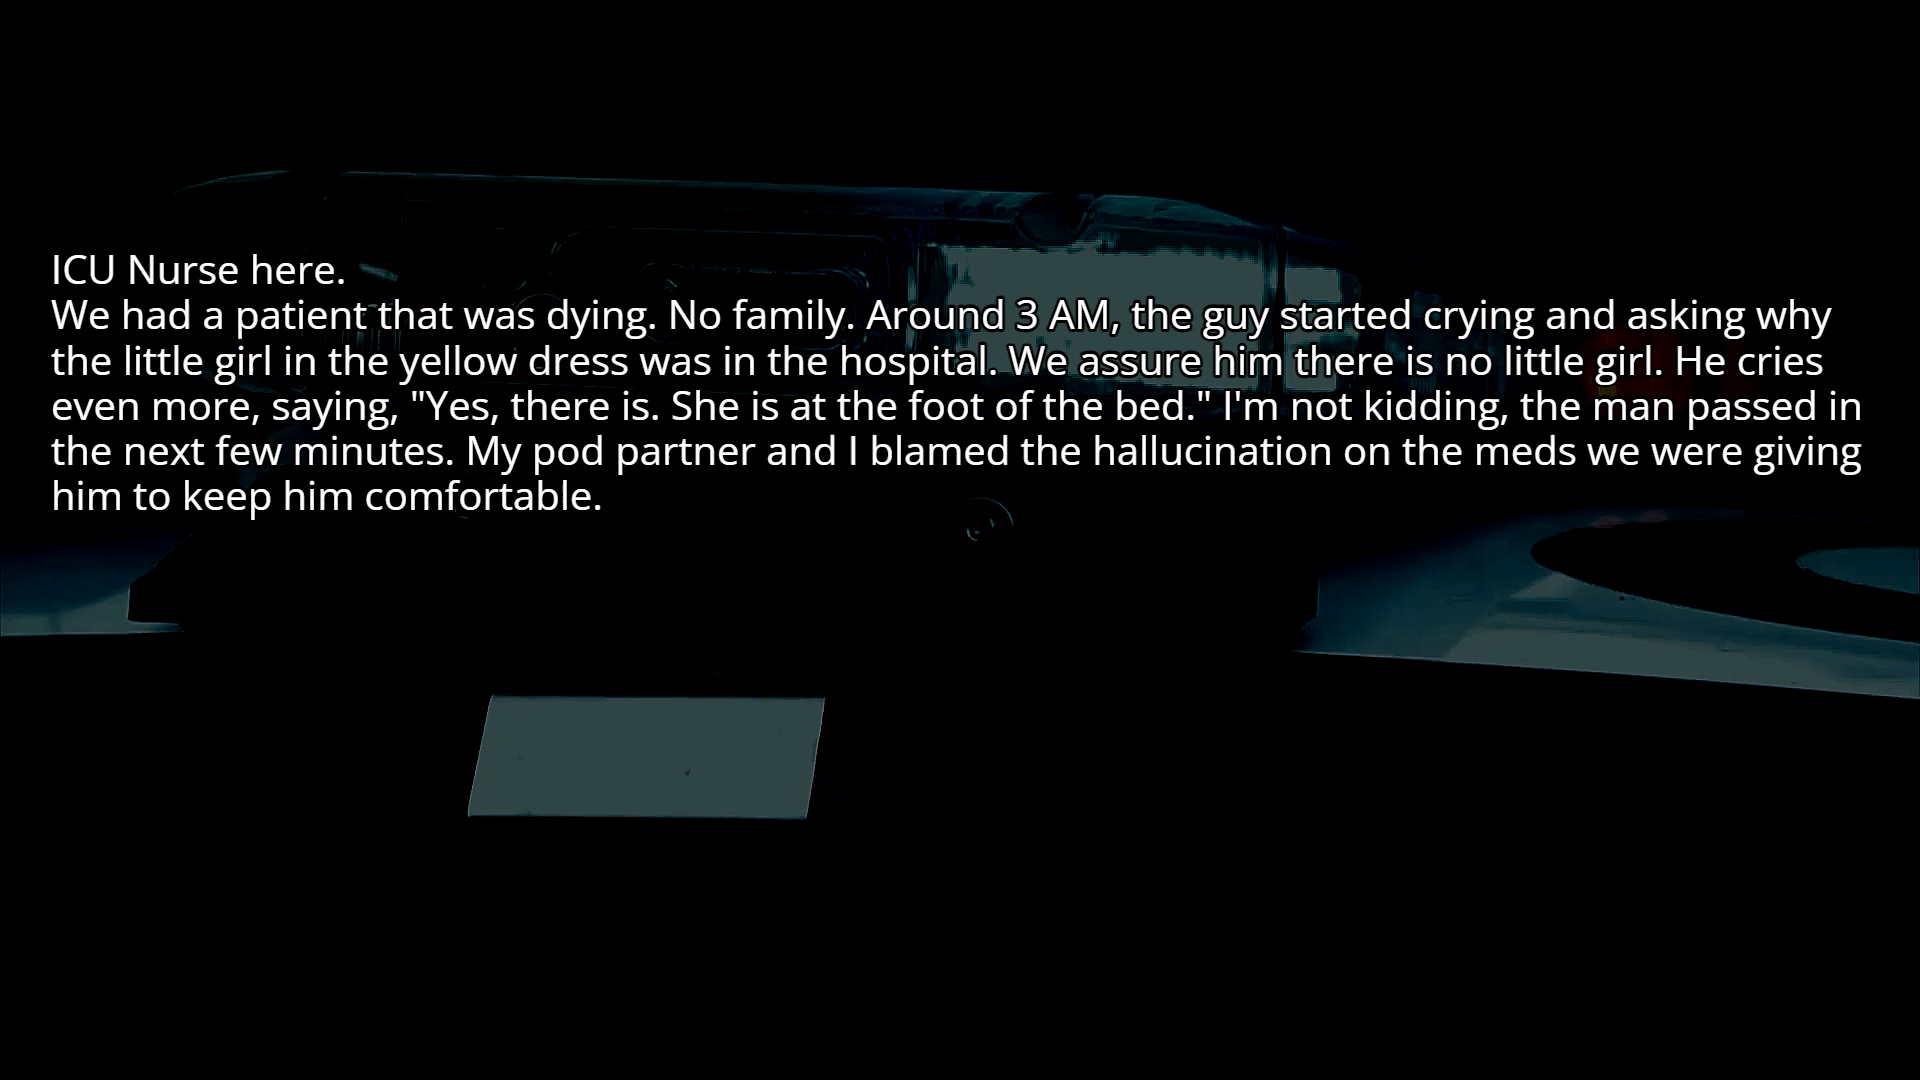 ICU Nurse here.
We had a patient that was dying. No family. Around 3 AM, the guy started crying and asking why
the little girl in the yellow dress was in the hospital. We assure him there is no little girl. He cries
even more, saying, "Yes, there is. She is at the foot of the bed." I'm not kidding, the man passed in
the next few minutes. My pod partner and I blamed the hallucination on the meds we were giving
him to keep him comfortable.